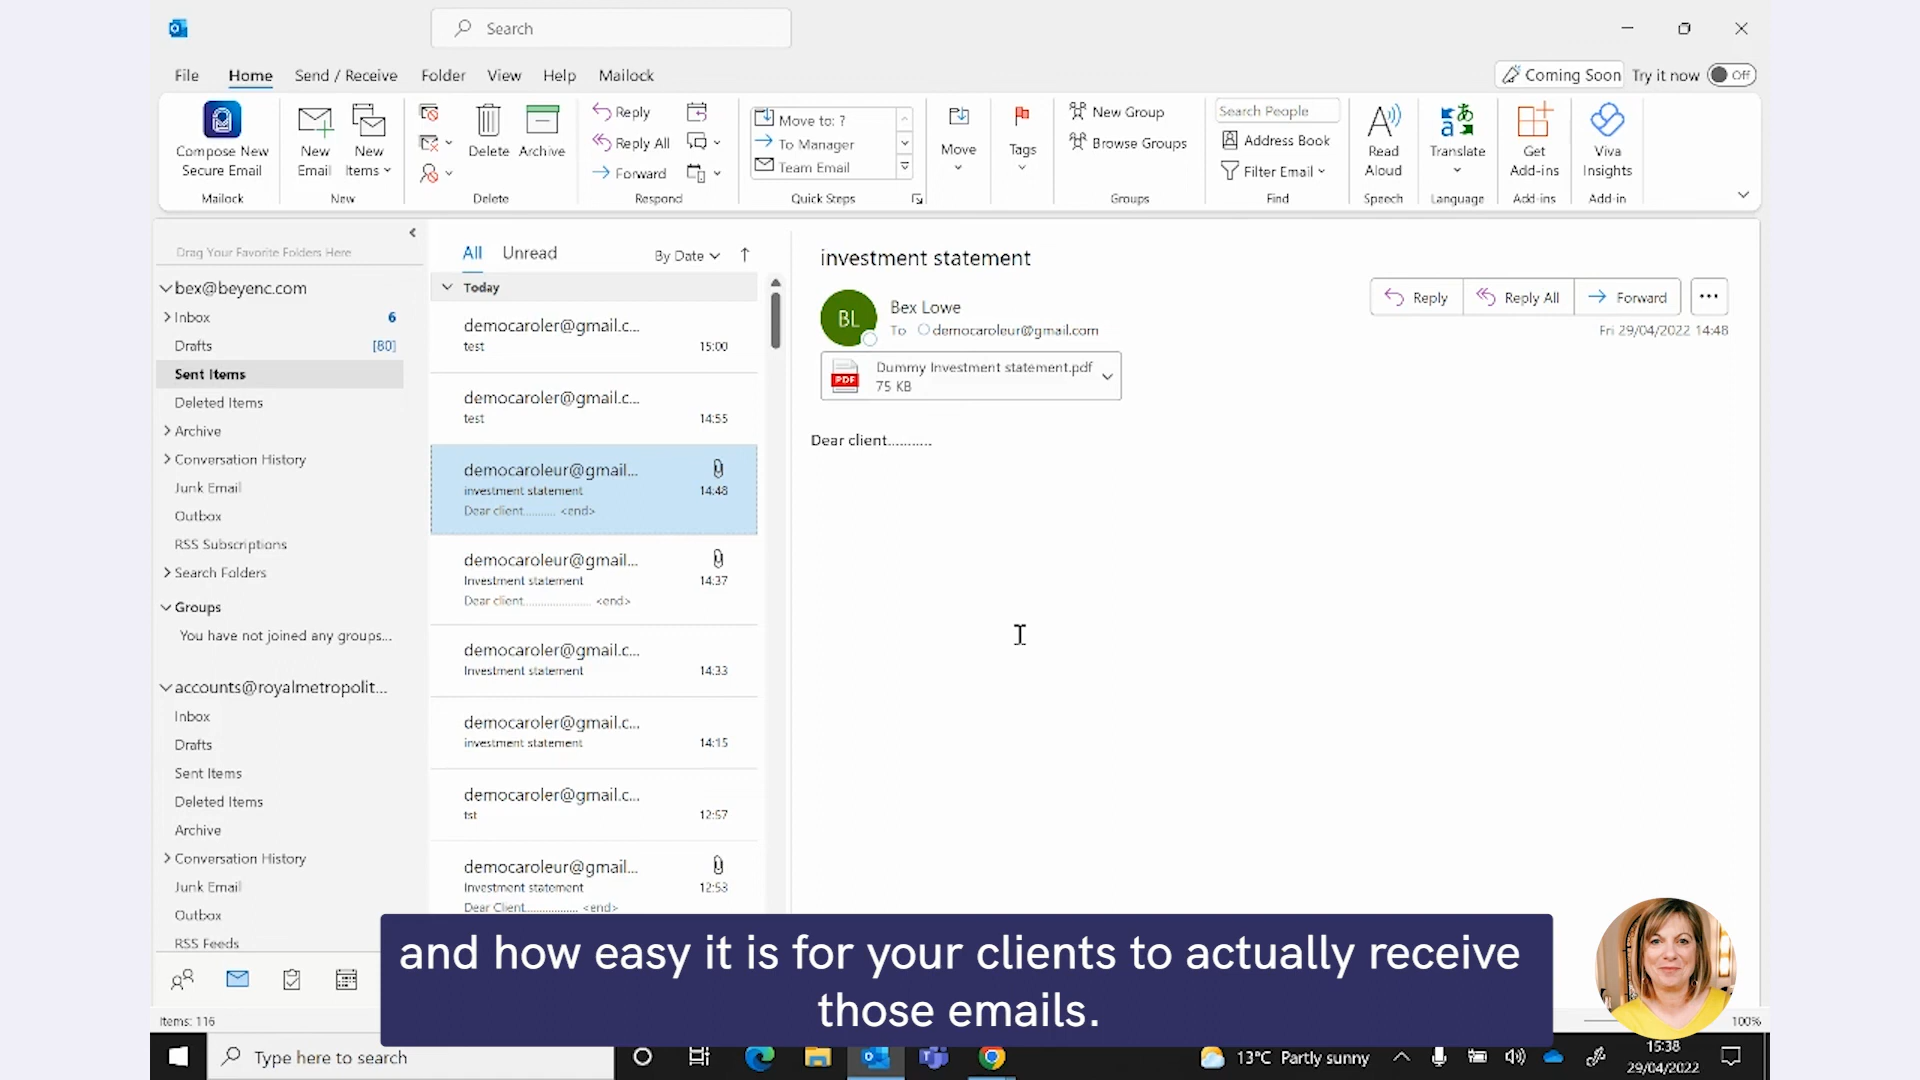 Search
File Home Send / Receive Folder View Help Mailock
Coming Soon Try it now Off
Compose New
Secure Email
Mailock
New
Email
New
Items
New
Delete
Archive
Delete
Reply
Reply All
Forward
Respond
Move to: ?
To Manager
Team Email
Quick Steps
Move
Tags
New Group
Browse Groups
Groups
Search People
Address Book
Filter Email
Find
Read
Aloud
Speech
Translate
Language
Get
Add-ins
Add-ins
Viva
Insights
Add-in
Drag Your Favorite Folders Here
bex@beyenc.com
Inbox 6
Drafts [80]
Sent Items
Deleted Items
Archive
Conversation History
Junk Email
Outbox
RSS Subscriptions
Search Folders
Groups
You have not joined any groups...
accounts@royalmetropolit...
Inbox
Drafts
Sent Items
Deleted Items
Archive
Conversation History
Junk Email
Outbox
RSS Feeds
Items: 116
All Unread By Date
Today
democaroler@gmail.c...
test 15:00
democaroler@gmail.c...
test 14:55
democaroleur@gmail...
investment statement 14:48
Dear client.......... <end>
democaroleur@gmail...
Investment statement 14:37
Dear client...................... <end>
democaroler@gmail.c...
Investment statement 14:33
democaroler@gmail.c...
investment statement 14:15
democaroler@gmail.c...
tst 12:57
democaroleur@gmail...
Investment statement 12:53
Dear Client................. <end>
investment statement
BL
Bex Lowe
To democaroleur@gmail.com
Reply Reply All Forward
Fri 29/04/2022 14:48
PDF
Dummy Investment statement.pdf
75 KB
Dear client...........
and how easy it is for your clients to actually receive
those emails.
100%
Type here to search
13°C Partly sunny
15:38
29/04/2022